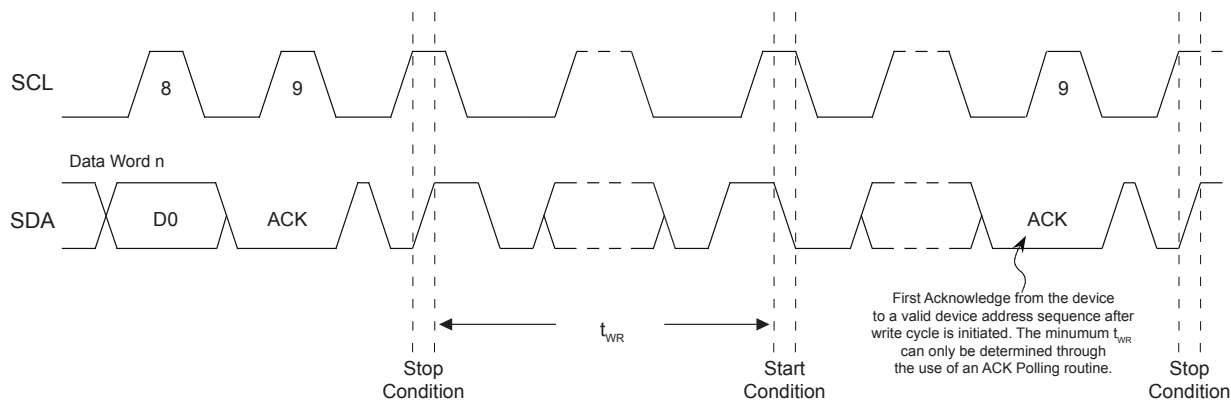 SCL
8
9
9
Data Word n
SDA
D0
ACK
ACK
First Acknowledge from the device
to a valid device address sequence after
write cycle is initiated. The minumum tWR
can only be determined through
the use of an ACK Polling routine.
tWR
Stop
Condition
Start
Condition
Stop
Condition